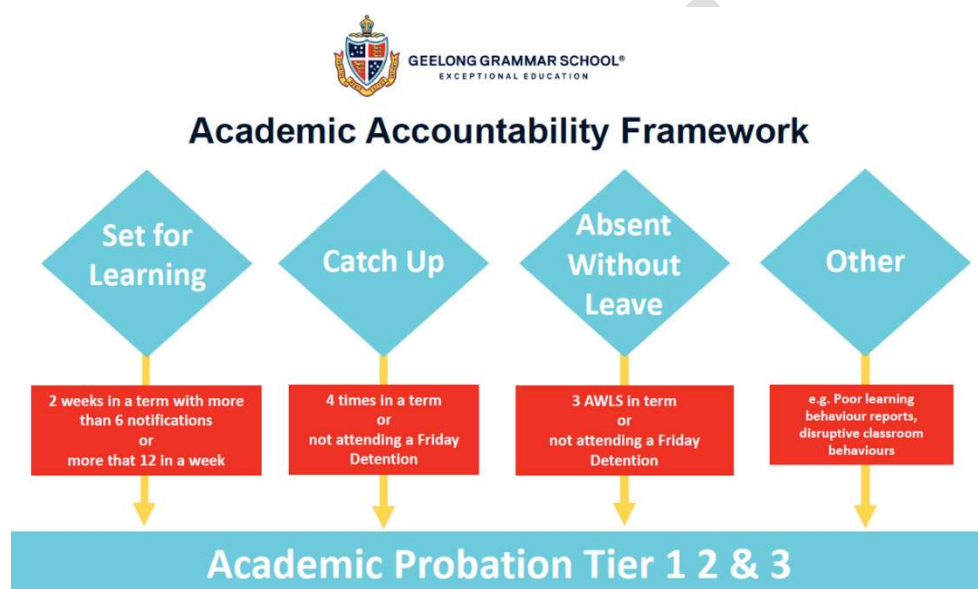 GEELONG GRAMMAR SCHOOL®
EXCEPTIONAL EDUCATION
Academic Accountability Framework
Set for
Learning
Catch Up
Absent
Without
Leave
Other
2 weeks in a term with more
than 6 notifications
or
more that 12 in a week
4 times in a term
or
not attending a Friday
Detention
3 AWLS in term
or
not attending a Friday
Detention
e.g. Poor learning
behaviour reports,
disruptive classroom
behaviours
Academic Probation Tier 1 2 & 3